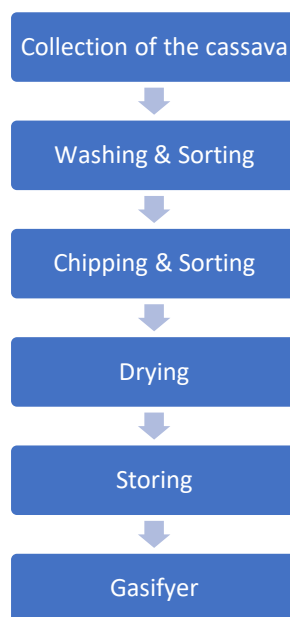 Collection of the cassava
Washing & Sorting
Chipping & Sorting
Drying
Storing
Gasifyer